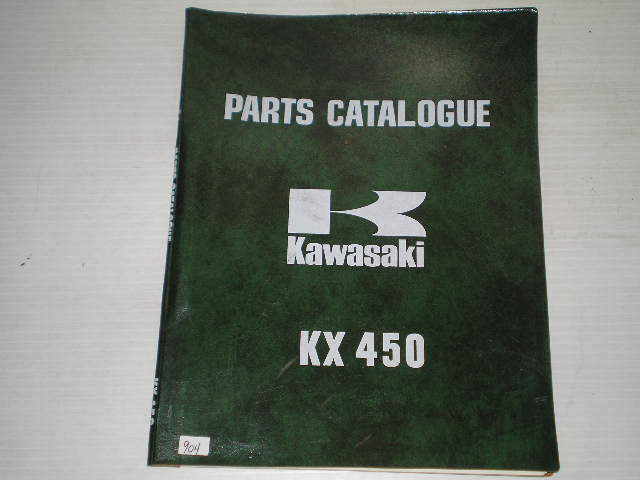 PARTS CATALOGUE
Kawasaki
KX 450
904